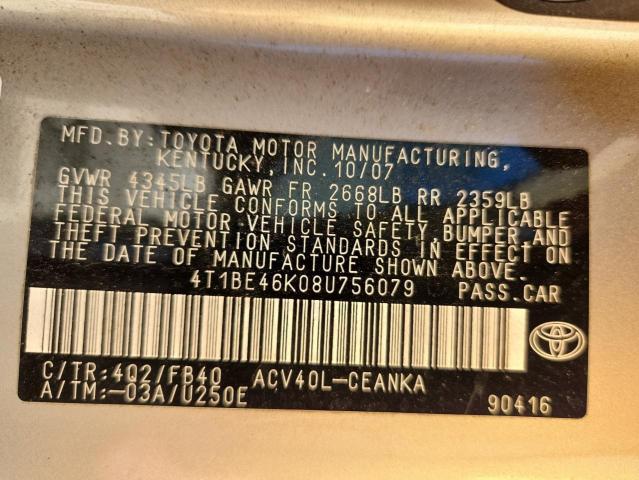 MFD.BY:TOYOTA MOTOR MANUFACTURING,
KENTUCKY, INC. 10/07
GVWR 4345LB GAWR FR 2668LB RR 2359LB
THIS VEHICLE CONFORMS TO ALL APPLICABLE
FEDERAL MOTOR VEHICLE SAFETY, BUMPER AND
THEFT PREVENTION STANDARDS IN EFFECT ON
THE DATE OF MANUFACTURE SHOWN ABOVE.
4T1BE46K08U756079 PASS.CAR
C/TR:4Q2/FB40 ACV40L-CEANKA
A/TM:-03A/U250E 90416